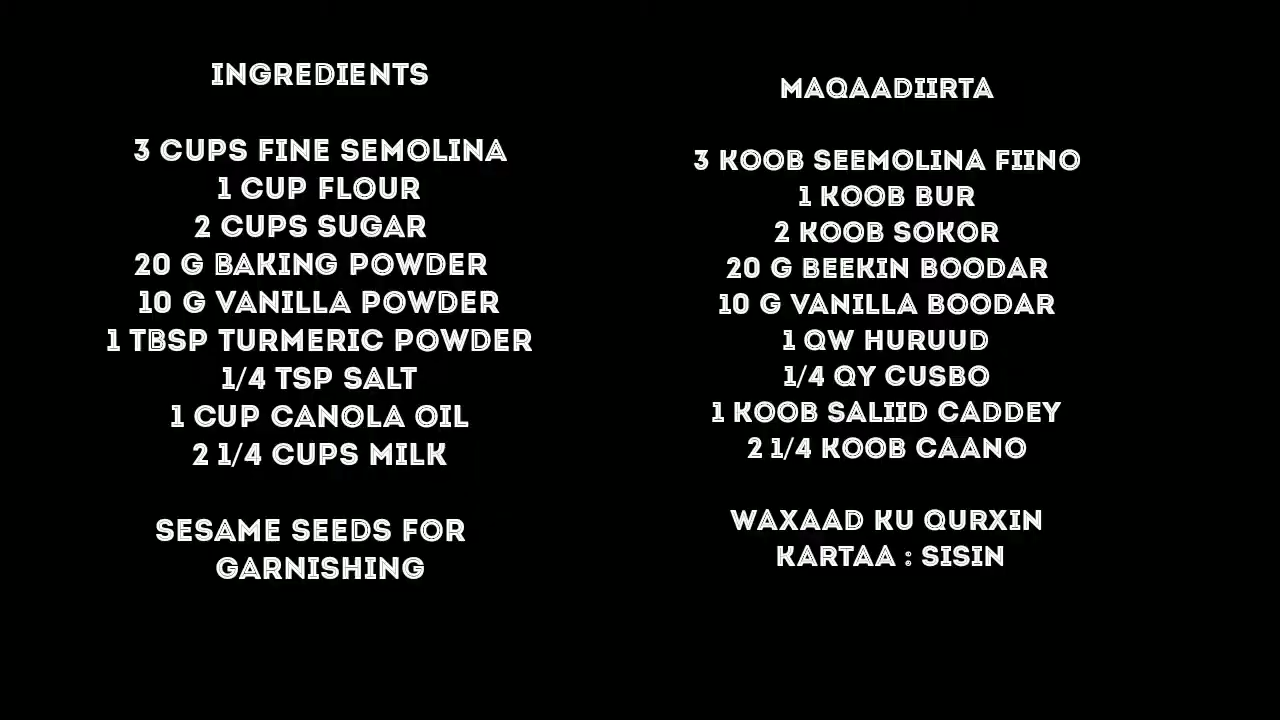 INGREDIENTS
3 CUPS FINE SEMOLINA
1 CUP FLOUR
2 CUPS SUGAR
20 G BAKING POWDER
10 G VANILLA POWDER
1 TBSP TURMERIC POWDER
1/4 TSP SALT
1 CUP CANOLA OIL
2 1/4 CUPS MILK
SESAME SEEDS FOR
GARNISHING
MAQAADIIRTA
3 KOOB SEEMOLINA FIINO
1 KOOB BUR
2 KOOB SOKOR
20 G BEEKIN BOODAR
10 G VANILLA BOODAR
1 QW HURUUD
1/4 QY CUSBO
1 KOOB SALIID CADDEY
2 1/4 KOOB CAANO
WAXAAD KU QURXIN
KARTAA : SISIN